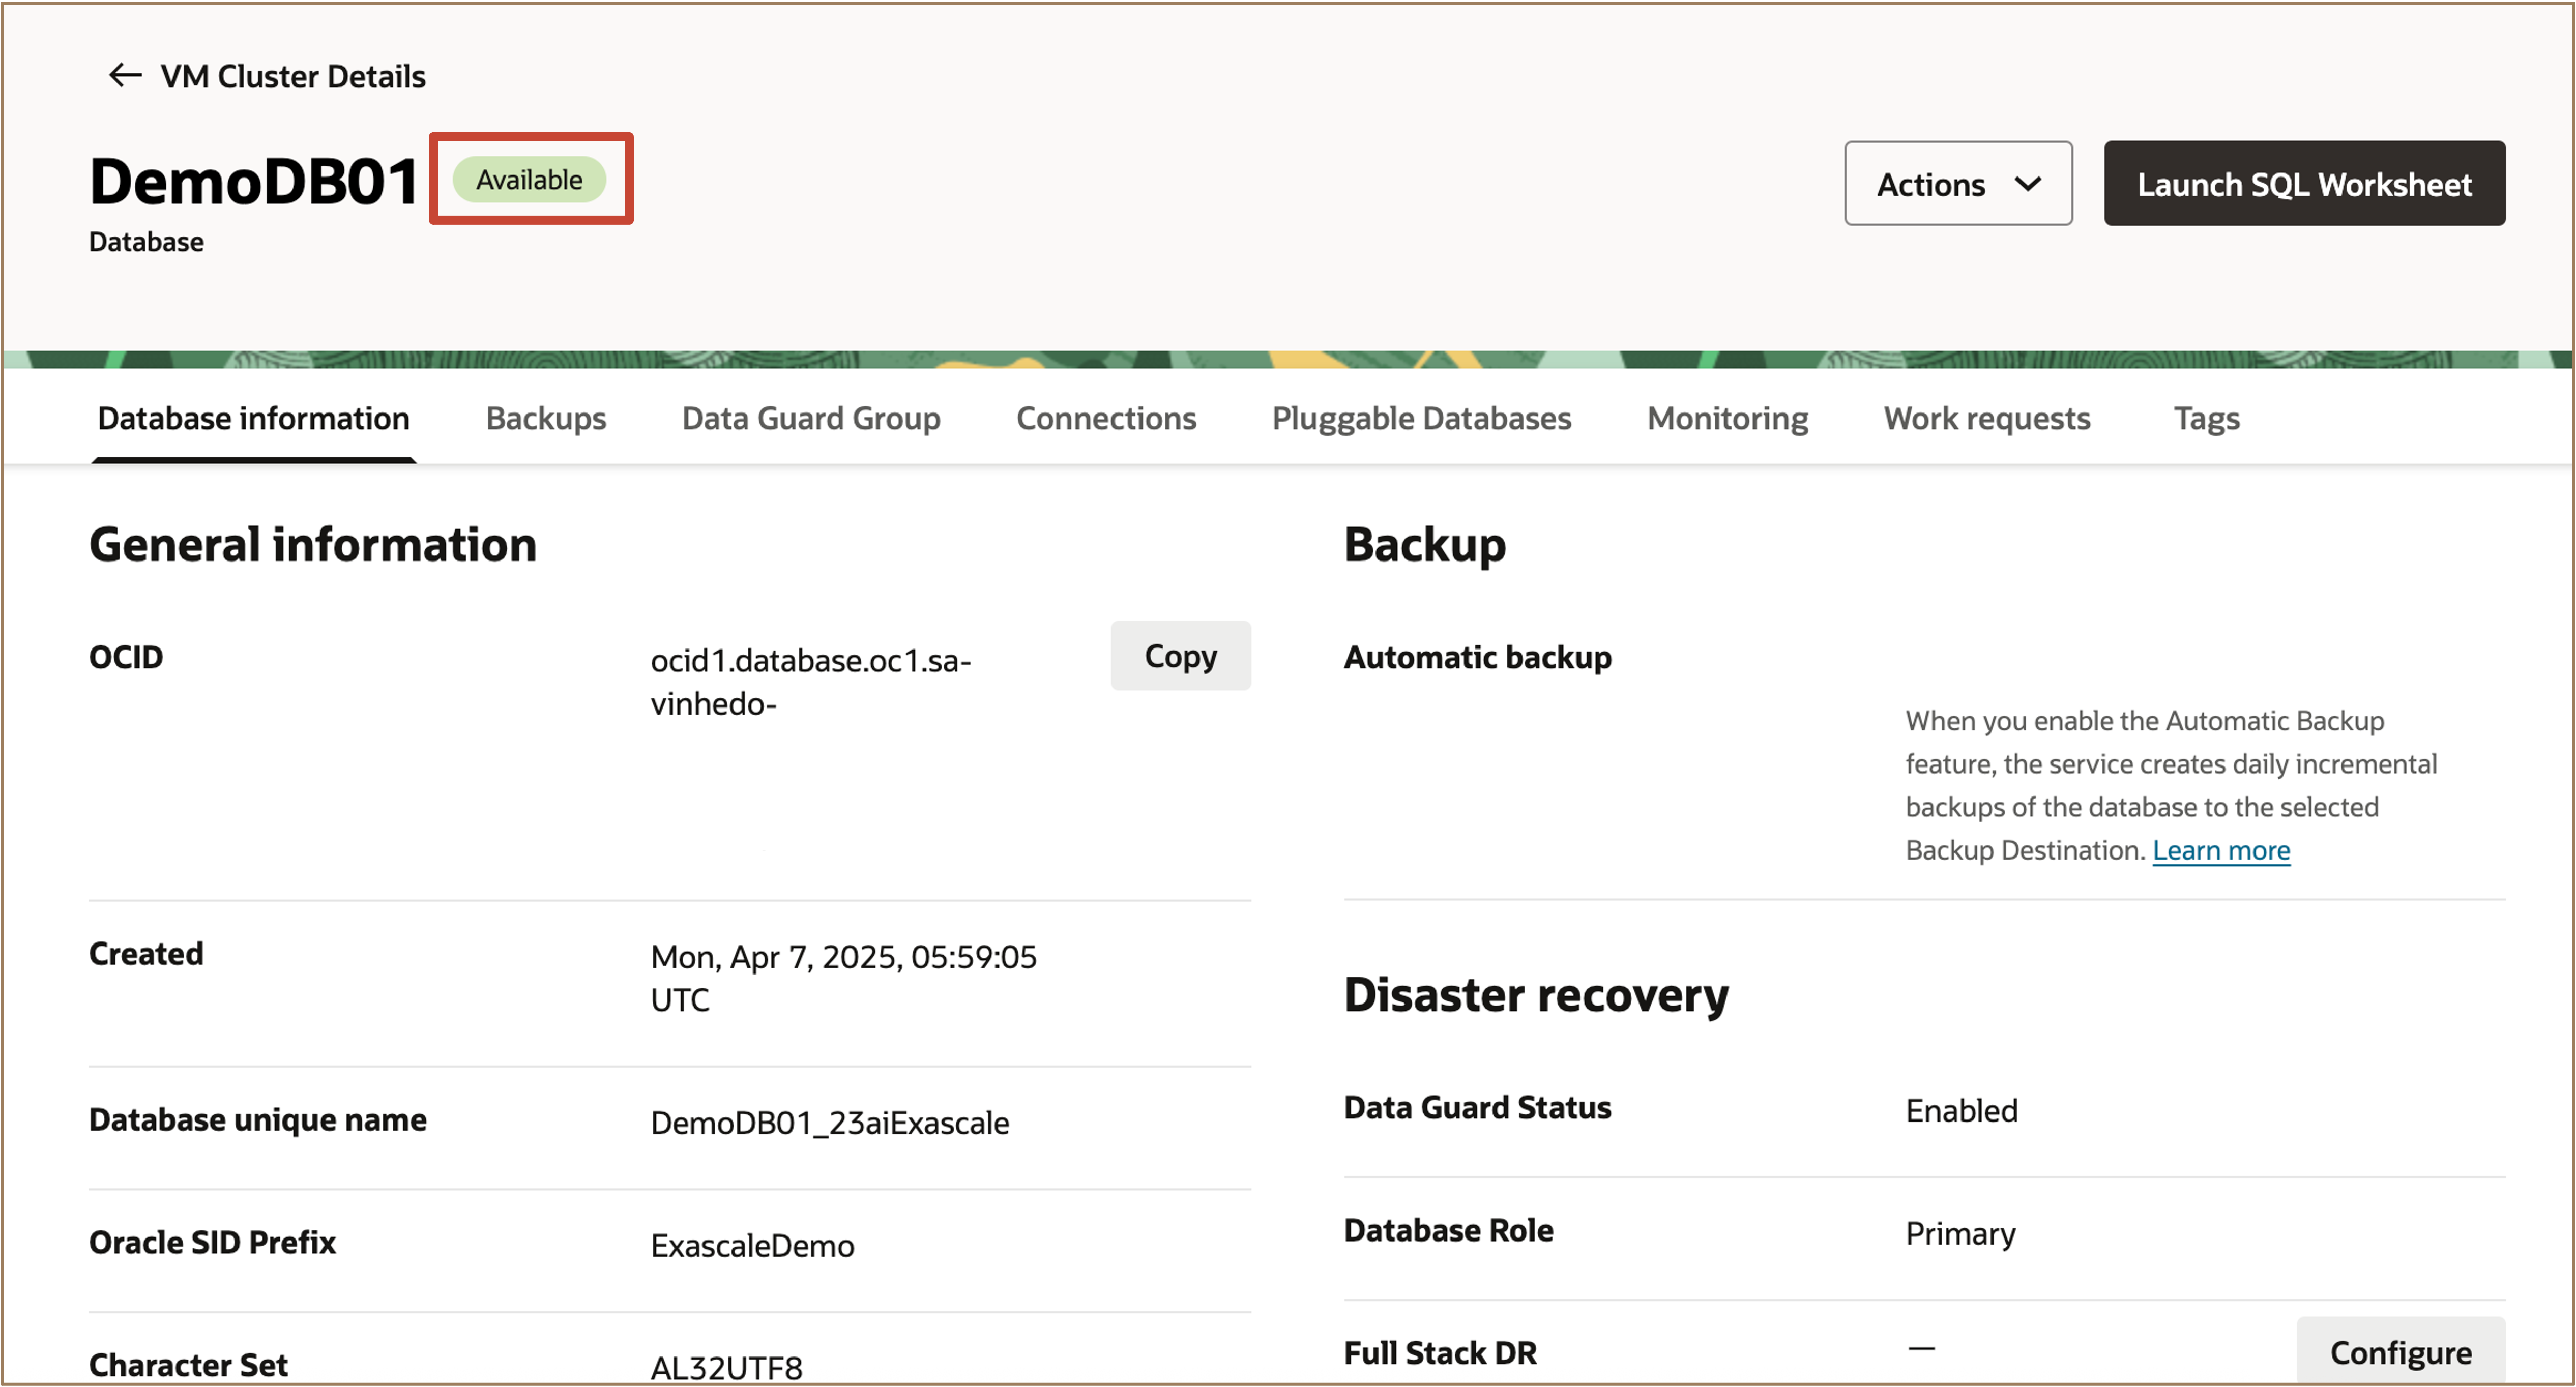 VM Cluster Details
DemoDB01 Available
Database
Actions
Launch SQL Worksheet
Database information Backups Data Guard Group Connections Pluggable Databases Monitoring Work requests Tags
General information
OCID
ocid1.database.oc1.sa-
vinhedo-
Copy
Created
Mon, Apr 7, 2025, 05:59:05
UTC
Database unique name
DemoDB01_23aiExascale
Oracle SID Prefix
ExascaleDemo
Character Set
AL32UTF8
Backup
Automatic backup
When you enable the Automatic Backup
feature, the service creates daily incremental
backups of the database to the selected
Backup Destination. Learn more
Disaster recovery
Data Guard Status
Enabled
Database Role
Primary
Full Stack DR
—
Configure